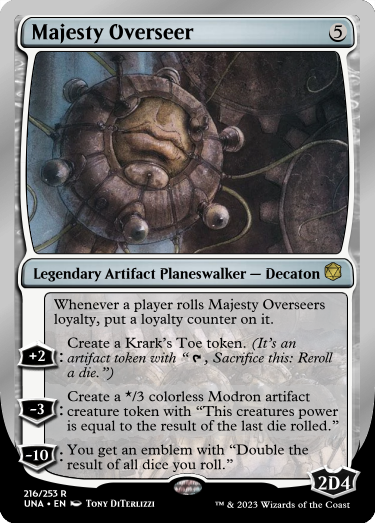 Majesty Overseer 5
Legendary Artifact Planeswalker — Decaton
Whenever a player rolls Majesty Overseers
loyalty, put a loyalty counter on it.
+2 : Create a Krark's Toe token. (It's an
artifact token with “T, Sacrifice this: Reroll
a die.”)
-3 : Create a */3 colorless Modron artifact
creature token with “This creatures power
is equal to the result of the last die rolled.”
-10 : You get an emblem with “Double the
result of all dice you roll.”
2D4
216/253 R
UNA • EN Tony DiTerlizzi
™ & 2023 Wizards of the Coast